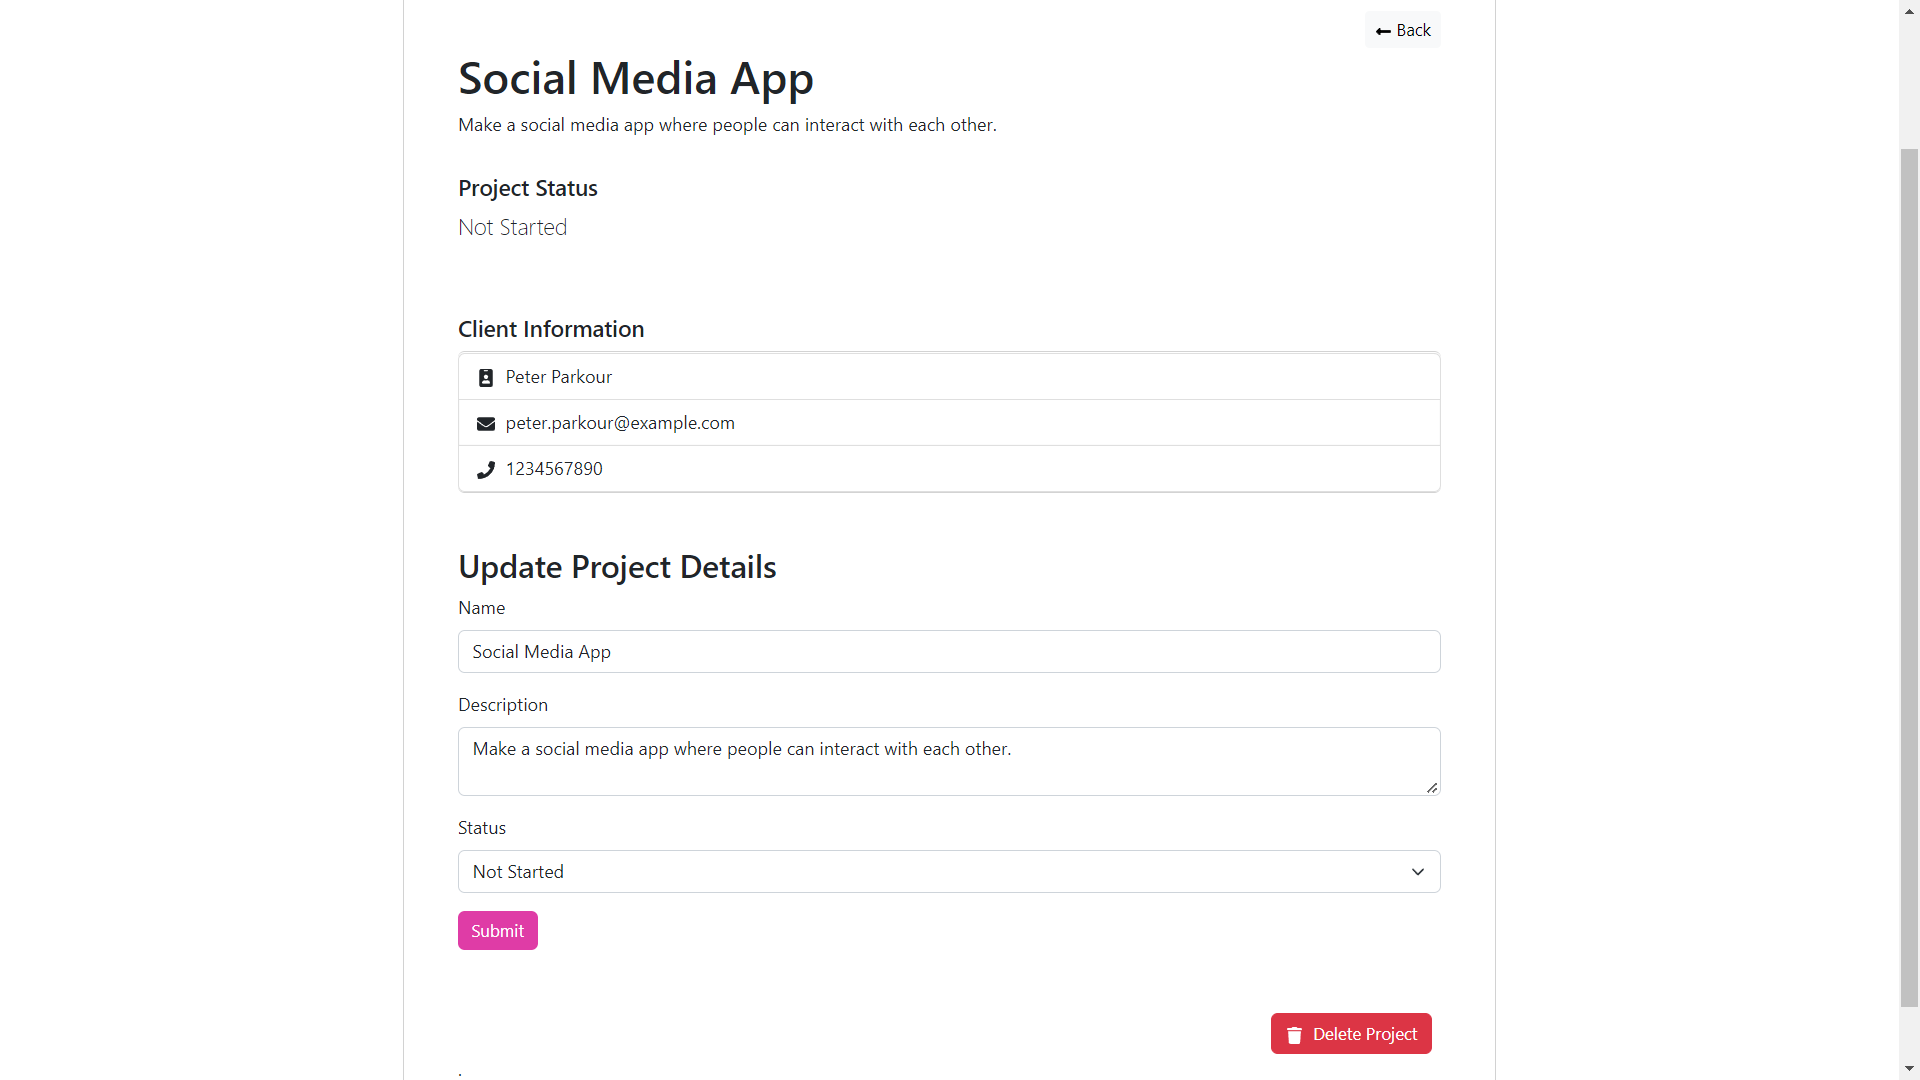 Back
Social Media App
Make a social media app where people can interact with each other.
Project Status
Not Started
Client Information
Peter Parkour
peter.parkour@example.com
1234567890
Update Project Details
Name
Social Media App
Description
Make a social media app where people can interact with each other.
Status
Not Started
Submit
Delete Project